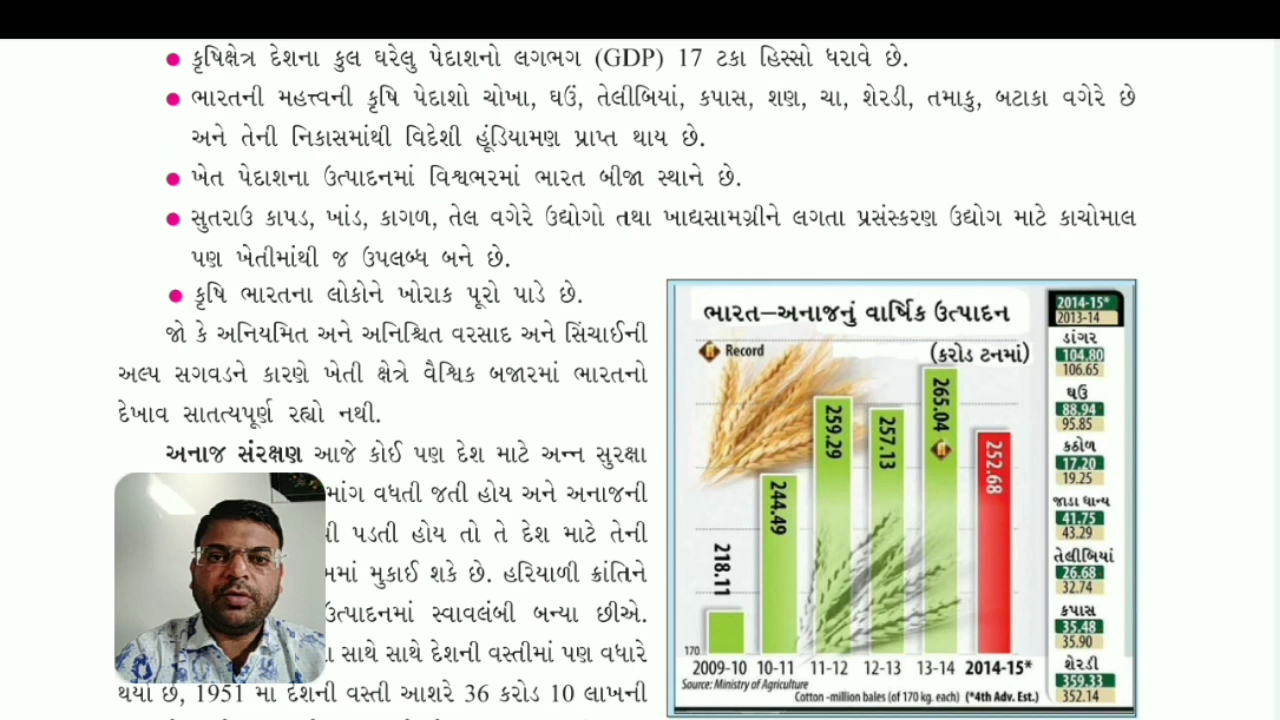 કૃષિક્ષેત્ર દેશના કુલ ઘરેલુ પેદાશનો લગભગ (GDP) 17 ટકા હિસ્સો ધરાવે છે.
ભારતની મહત્ત્વની કૃષિ પેદાશો ચોખા, ઘઉં, તેલીબિયાં, કપાસ, શણ, ચા, શેરડી, તમાકુ, બટાકા વગેરે છે
અને તેની નિકાસમાંથી વિદેશી હૂંડિયામણ પ્રાપ્ત થાય છે.
ખેત પેદાશના ઉત્પાદનમાં વિશ્વભરમાં ભારત બીજા સ્થાને છે.
સુતરાઉ કાપડ, ખાંડ, કાગળ, તેલ વગેરે ઉદ્યોગો તથા ખાદ્યસામગ્રીને લગતા પ્રસંસ્કરણ ઉદ્યોગ માટે કાચોમાલ
પણ ખેતીમાંથી જ ઉપલબ્ધ બને છે.
કૃષિ ભારતના લોકોને ખોરાક પૂરો પાડે છે.
જો કે અનિયમિત અને અનિશ્ચિત વરસાદ અને સિંચાઈની
અલ્પ સગવડને કારણે ખેતી ક્ષેત્રે વૈશ્વિક બજારમાં ભારતનો
દેખાવ સાતત્યપૂર્ણ રહ્યો નથી.
અનાજ સંરક્ષણ આજે કોઈ પણ દેશ માટે અન્ન સુરક્ષા
માંગ વધતી જતી હોય અને અનાજની
પડતી હોય તો તે દેશ માટે તેની
મુકાઈ શકે છે. હરિયાળી ક્રાંતિને
ઉત્પાદનમાં સ્વાવલંબી બન્યા છીએ.
સાથે સાથે દેશની વસ્તીમાં પણ વધારે
થયો છે, 1951 માં દેશની વસ્તી આશરે 36 કરોડ 10 લાખની
ભારત–અનાજનું વાર્ષિક ઉત્પાદન
R Record
(કરોડ ટનમાં)
218.11
244.49
259.29
257.13
265.04
252.68
170
2009-10 10-11 11-12 12-13 13-14 2014-15*
Source: Ministry of Agriculture
Cotton -million bales (of 170 kg. each) (*4th Adv. Est.)
2014-15*
2013-14
ડાંગર
104.80
106.65
ઘઉં
88.94
95.85
કઠોળ
17.20
19.25
જાડા ધાન્ય
41.75
43.29
તેલીબિયાં
26.68
32.74
કપાસ
35.48
35.90
શેરડી
359.33
352.14